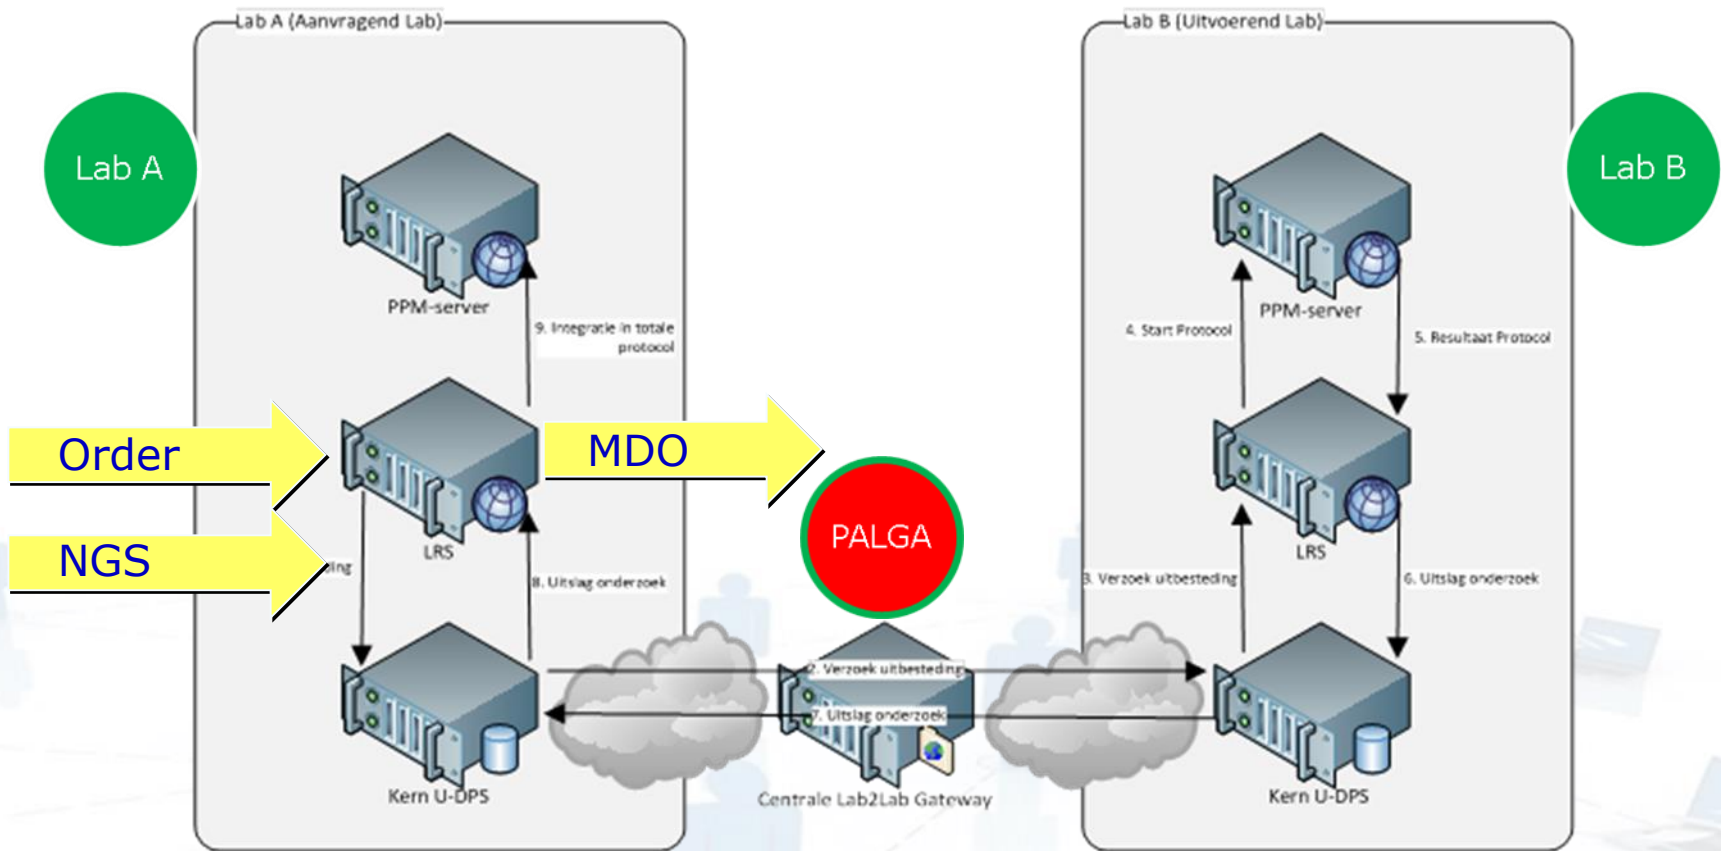 Lab A (Aanvragend Lab)
Lab B (Uitvoerend Lab)
Lab A
Lab B
PPM-server
PPM-server
9. Integratie in totale
protocol
4. Start Protocol
5. Resultaat Protocol
Order
MDO
PALGA
NGS
LRS
LRS
8. Uitslag onderzoek
3. Verzoek uitbesteding
6. Uitslag onderzoek
2. Verzoek uitbesteding
7. Uitslag onderzoek
Kern U-DPS
Centrale Lab2Lab Gateway
Kern U-DPS